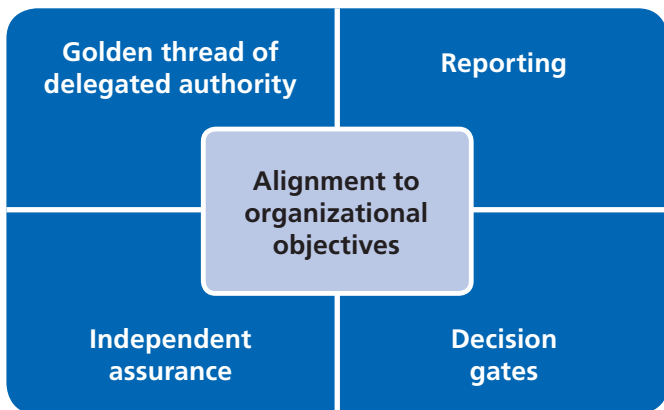 Golden thread of
delegated authority
Reporting
Alignment to
organizational
objectives
Independent
assurance
Decision
gates